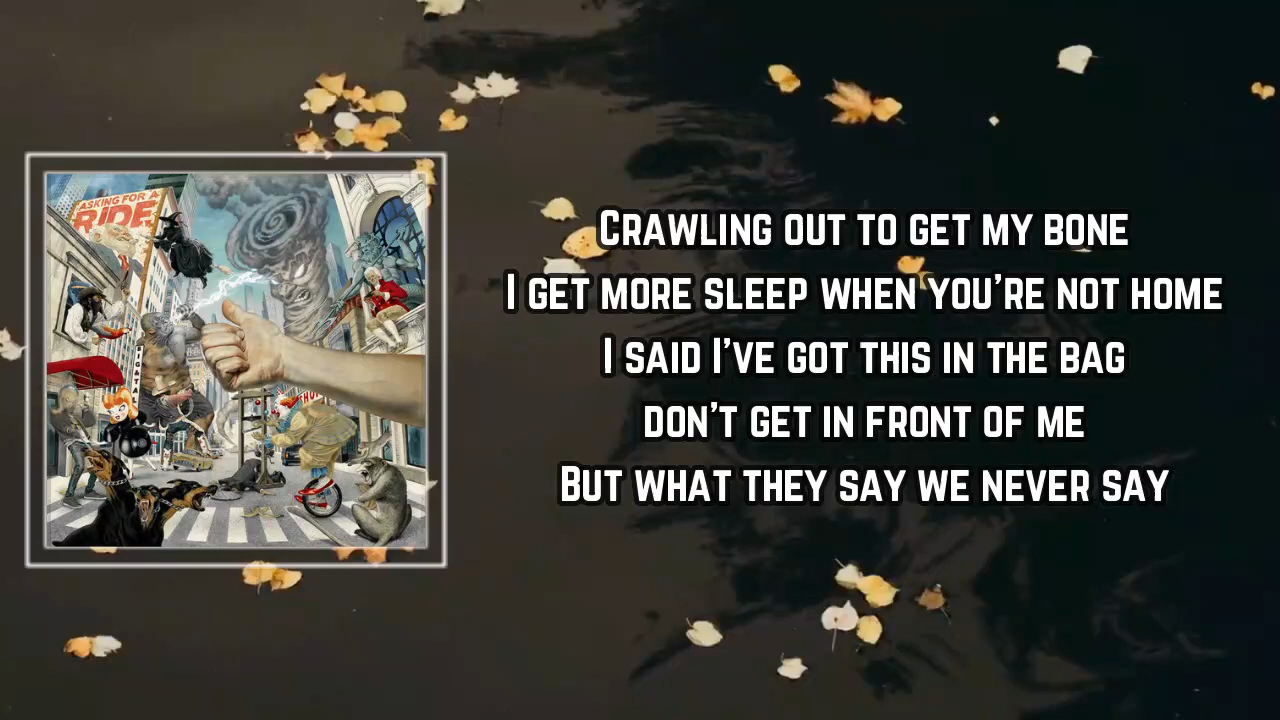 ASKING FOR A
RIDE
CRAWLING OUT TO GET MY BONE
I GET MORE SLEEP WHEN YOU'RE NOT HOME
I SAID I'VE GOT THIS IN THE BAG
DON'T GET IN FRONT OF ME
BUT WHAT THEY SAY WE NEVER SAY